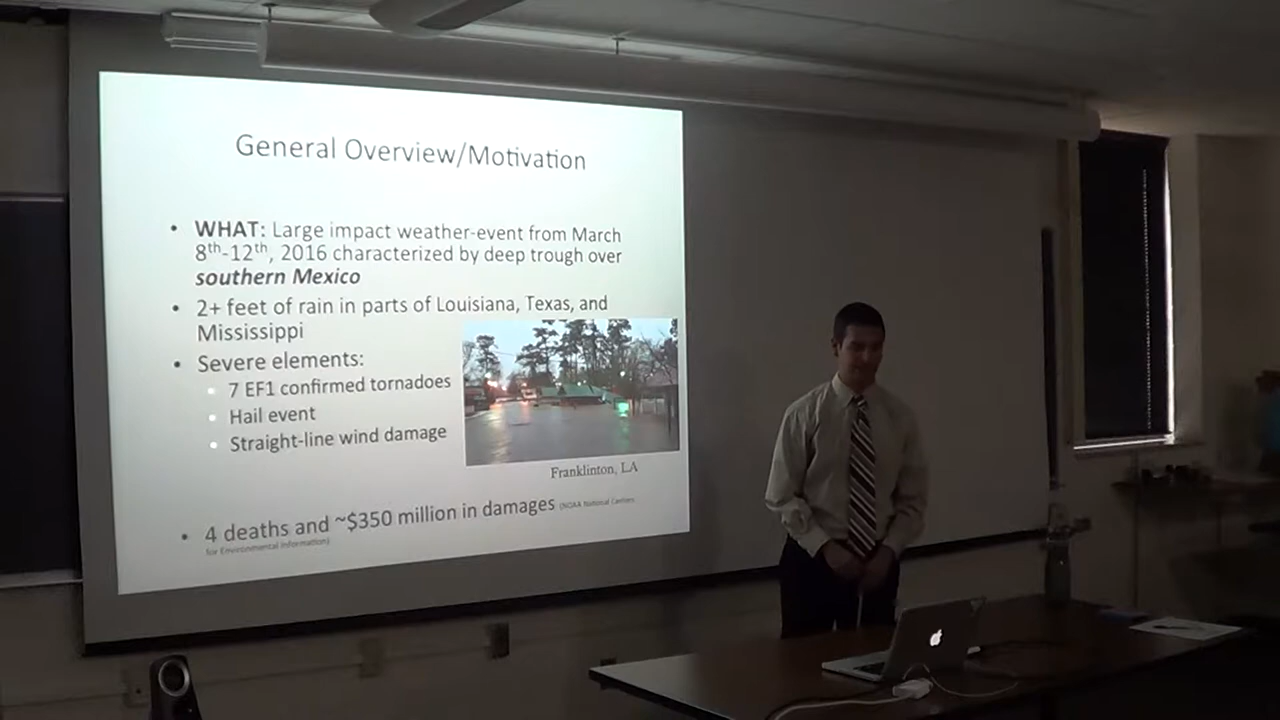 General Overview/Motivation
• WHAT: Large impact weather-event from March
8th-12th, 2016 characterized by deep trough over
southern Mexico
• 2+ feet of rain in parts of Louisiana, Texas, and
Mississippi
• Severe elements:
• 7 EF1 confirmed tornadoes
• Hail event
• Straight-line wind damage
Franklinton, LA
• 4 deaths and ~$350 million in damages (NOAA National Centers
for Environmental Information)